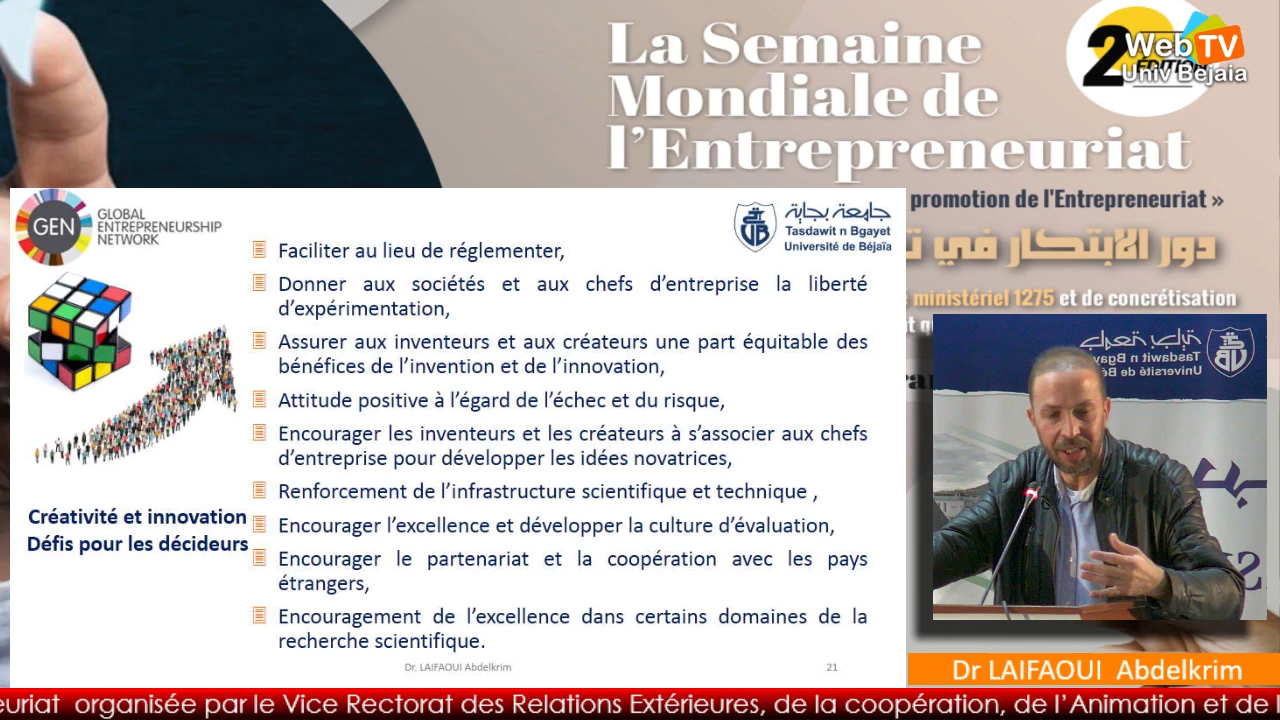 La Semaine
Mondiale de
l'Entrepreneuriat
2
ÉDITION
Web TV
Univ Bejaia
promotion de l'Entrepreneuriat »
دور الابتكار في
ministériel 1275 et de concrétisation
GEN
GLOBAL
ENTREPRENEURSHIP
NETWORK
جامعة بجاية
Tasdawit n Bgayet
Université de Béjaïa
Faciliter au lieu de réglementer,
Donner aux sociétés et aux chefs d'entreprise la liberté
d'expérimentation,
Assurer aux inventeurs et aux créateurs une part équitable des
bénéfices de l'invention et de l'innovation,
Attitude positive à l'égard de l'échec et du risque,
Encourager les inventeurs et les créateurs à s'associer aux chefs
d'entreprise pour développer les idées novatrices,
Renforcement de l'infrastructure scientifique et technique ,
Encourager l'excellence et développer la culture d'évaluation,
Encourager le partenariat et la coopération avec les pays
étrangers,
Encouragement de l'excellence dans certains domaines de la
recherche scientifique.
Créativité et innovation
Défis pour les décideurs
Dr. LAIFAOUI Abdelkrim
21
Tasdawit n Bgay
Université de Bé
Dr LAIFAOUI Abdelkrim
euriat organisée par le Vice Rectorat des Relations Extérieures, de la coopération, de l'Animation et de